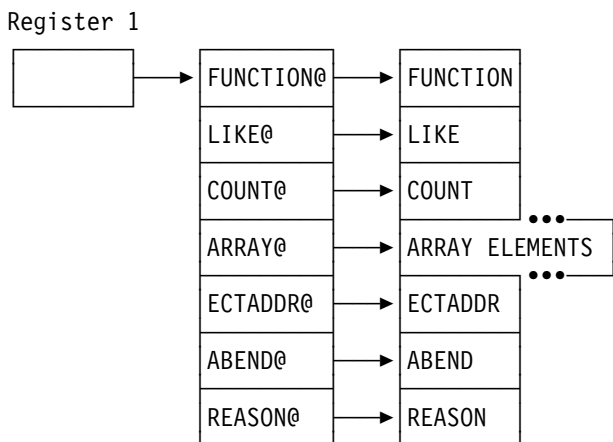 Register 1
FUNCTION@ FUNCTION
LIKE@ LIKE
COUNT@ COUNT
ARRAY@ ARRAY ELEMENTS
ECTADDR@ ECTADDR
ABEND@ ABEND
REASON@ REASON